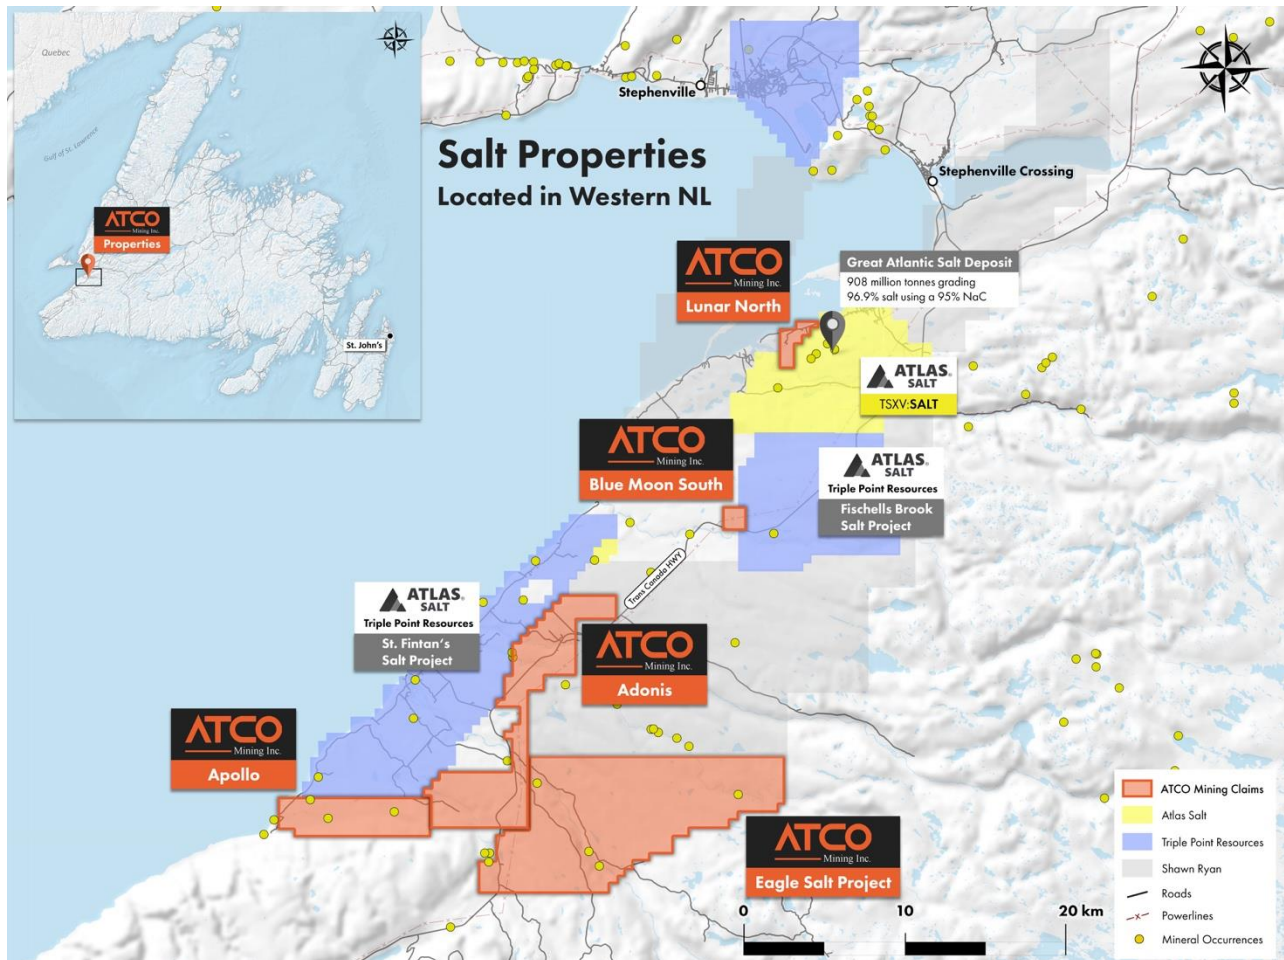 Quebec
Gulf of St. Lawrence
ATCO
Mining Inc.
Properties
St. John's
Salt Properties
Located in Western NL
Stephenville
Stephenville Crossing
ATCO
Mining Inc.
Lunar North
Great Atlantic Salt Deposit
908 million tonnes grading
96.9% salt using a 95% NaC
ATLAS
SALT
TSXV:SALT
ATCO
Mining Inc.
Blue Moon South
ATLAS
SALT
Triple Point Resources
Fischells Brook
Salt Project
Trans Canada HWY
ATLAS
SALT
Triple Point Resources
St. Fintan's
Salt Project
ATCO
Mining Inc.
Adonis
ATCO
Mining Inc.
Apollo
ATCO
Mining Inc.
Eagle Salt Project
ATCO Mining Claims
Atlas Salt
Triple Point Resources
Shawn Ryan
Roads
Powerlines
Mineral Occurrences
0 10 20 km